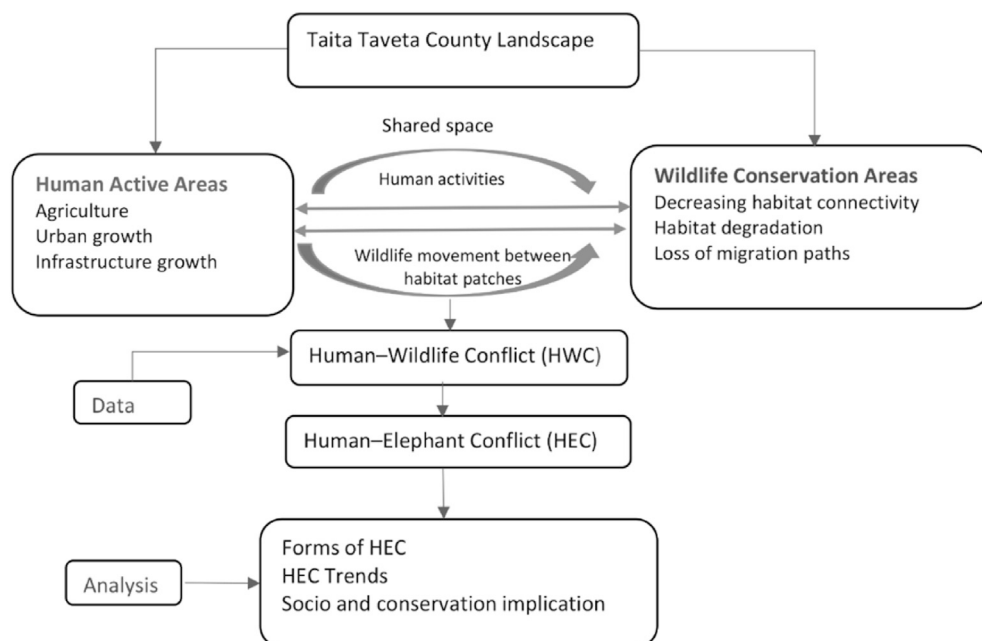 Taita Taveta County Landscape
Shared space
Human Active Areas
Agriculture
Urban growth
Infrastructure growth
Human activities
Wildlife movement between
habitat patches
Wildlife Conservation Areas
Decreasing habitat connectivity
Habitat degradation
Loss of migration paths
Human–Wildlife Conflict (HWC)
Data
Human–Elephant Conflict (HEC)
Forms of HEC
HEC Trends
Socio and conservation implication
Analysis